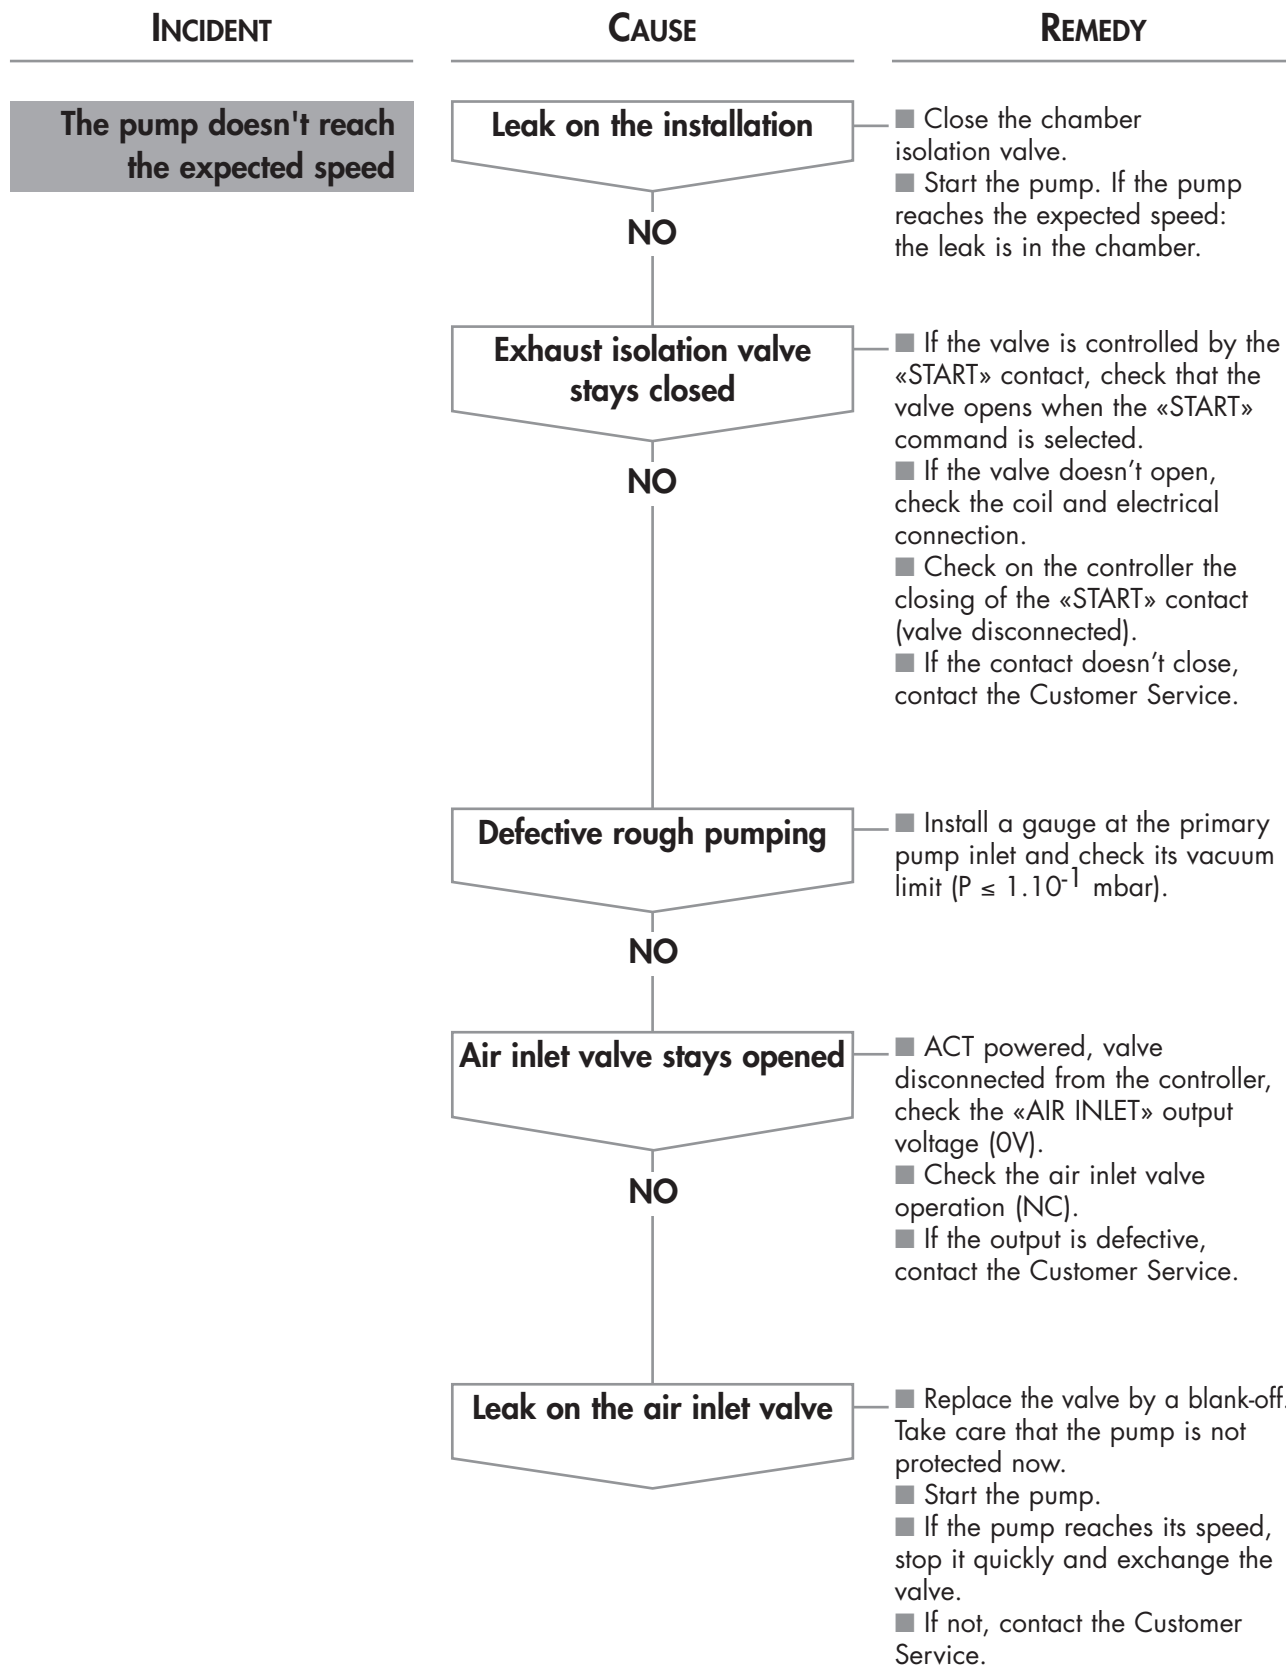 INCIDENT
CAUSE
REMEDY
The pump doesn't reach
the expected speed
Leak on the installation
■ Close the chamber
isolation valve.
■ Start the pump. If the pump
reaches the expected speed:
the leak is in the chamber.
NO
Exhaust isolation valve
stays closed
■ If the valve is controlled by the
«START» contact, check that the
valve opens when the «START»
command is selected.
■ If the valve doesn’t open,
check the coil and electrical
connection.
■ Check on the controller the
closing of the «START» contact
(valve disconnected).
■ If the contact doesn’t close,
contact the Customer Service.
NO
Defective rough pumping
■ Install a gauge at the primary
pump inlet and check its vacuum
limit (P ≤ 1.10⁻¹ mbar).
NO
Air inlet valve stays opened
■ ACT powered, valve
disconnected from the controller,
check the «AIR INLET» output
voltage (0V).
■ Check the air inlet valve
operation (NC).
■ If the output is defective,
contact the Customer Service.
NO
Leak on the air inlet valve
■ Replace the valve by a blank-off.
Take care that the pump is not
protected now.
■ Start the pump.
■ If the pump reaches its speed,
stop it quickly and exchange the
valve.
■ If not, contact the Customer
Service.